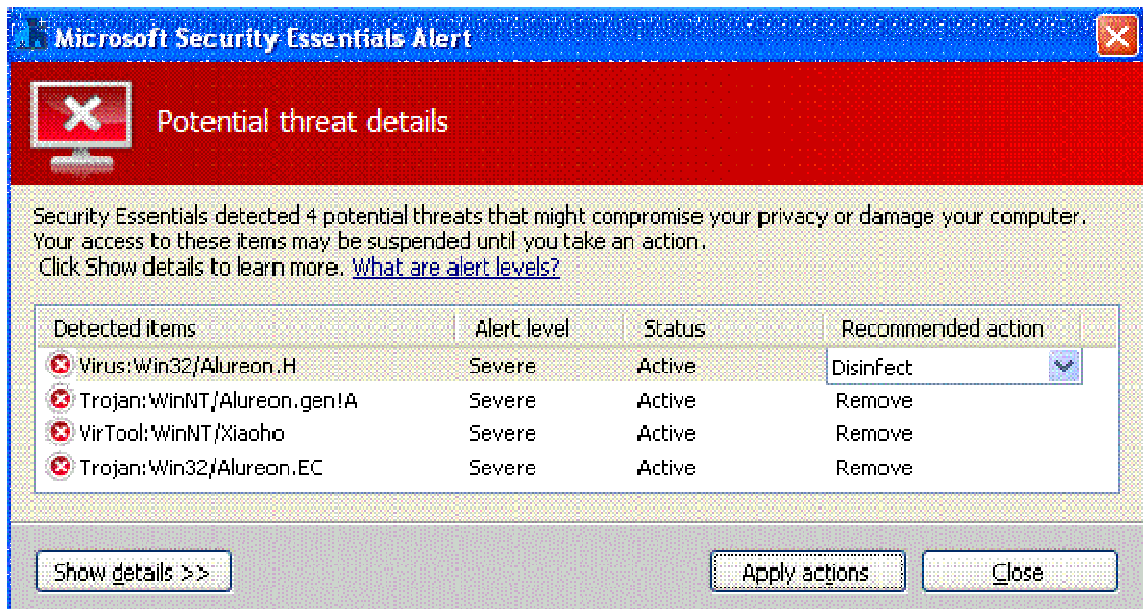 Microsoft Security Essentials Alert
Potential threat details
Security Essentials detected 4 potential threats that might compromise your privacy or damage your computer.
Your access to these items may be suspended until you take an action.
Click Show details to learn more. What are alert levels?
Detected items Alert level Status Recommended action
Virus:Win32/Alureon.H Severe Active Disinfect
Trojan:WinNT/Alureon.gen!A Severe Active Remove
VirTool:WinNT/Xiaoho Severe Active Remove
Trojan:Win32/Alureon.EC Severe Active Remove
Show details >> Apply actions Close